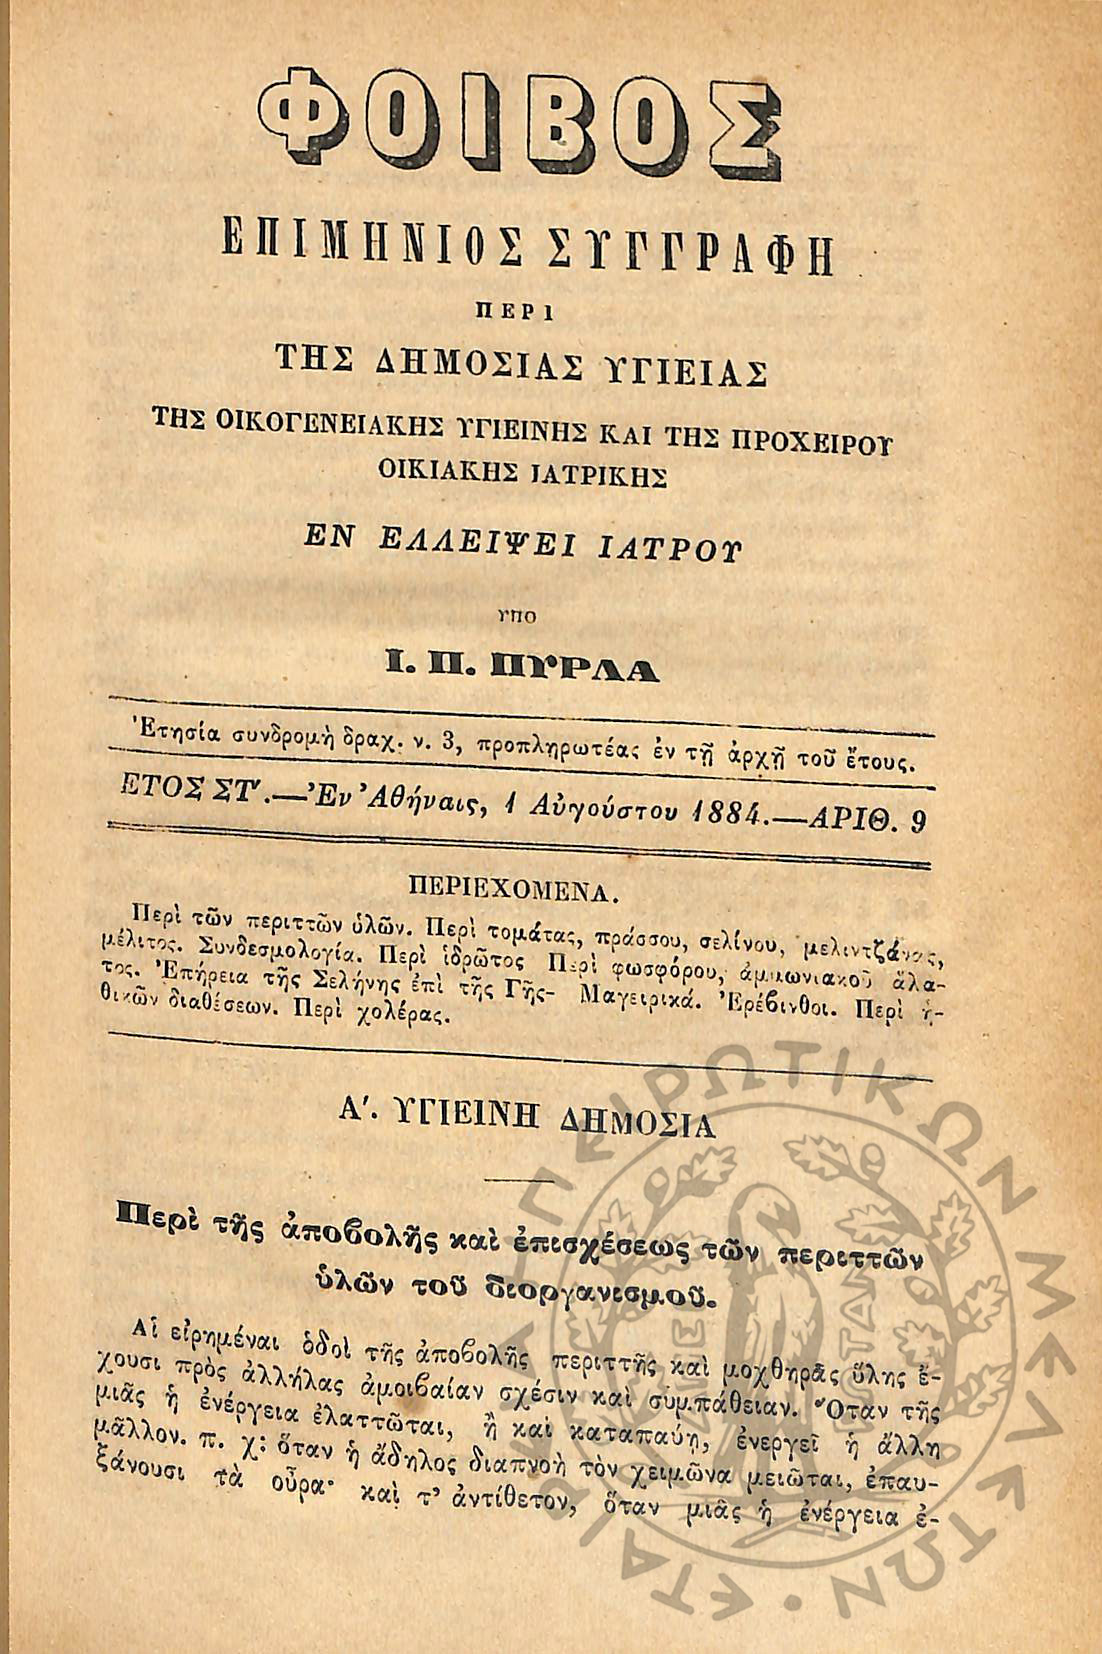 ΦΟΙΒΟΣ
ΕΠΙΜΗΝΙΟΣ ΣΥΓΓΡΑΦΗ
ΠΕΡΙ
ΤΗΣ ΔΗΜΟΣΙΑΣ ΥΓΙΕΙΑΣ
ΤΗΣ ΟΙΚΟΓΕΝΕΙΑΚΗΣ ΥΓΙΕΙΝΗΣ ΚΑΙ ΤΗΣ ΠΡΟΧΕΙΡΟΥ
ΟΙΚΙΑΚΗΣ ΙΑΤΡΙΚΗΣ
ΕΝ ΕΛΛΕΙΨΕΙ ΙΑΤΡΟΥ
ΥΠΟ
Ι. Π. ΠΥΡΛΑ
Ἐτησία συνδρομὴ δραχ. ν. 3, προπληρωτέας ἐν τῇ ἀρχῇ τοῦ ἔτους.
ΕΤΟΣ ΣΤ'.—Ἐν Ἀθήναις, 1 Αὐγούστου 1884.—ΑΡΙΘ. 9
ΠΕΡΙΕΧΟΜΕΝΑ.
Περὶ τῶν περιττῶν ὑλῶν. Περὶ τομάτας, πράσσου, σελίνου, μελιντζάνας,
μέλιτος. Συνδεσμολογία. Περὶ ἱδρῶτος Περὶ φωσφόρου, ἀμμωνιακοῦ ἅλα-
τος. Ἐπήρεια τῆς Σελήνης ἐπὶ τῆς Γῆς- Μαγειρικά. Ἐρέβινθοι. Περὶ ἠ-
θικῶν διαθέσεων. Περὶ χολέρας.
Α'. ΥΓΙΕΙΝΗ ΔΗΜΟΣΙΑ
Περὶ τῆς ἀποβολῆς καὶ ἐπισχέσεως τῶν περιττῶν
ὑλῶν τοῦ διοργανισμοῦ.
Αἱ εἰρημέναι ὁδοὶ τῆς ἀποβολῆς περιττῆς καὶ μοχθηρᾶς ὕλης ἔ-
χουσι πρὸς ἀλλήλας ἀμοιβαίαν σχέσιν καὶ συμπάθειαν. Ὅταν τῆς
μιᾶς ἡ ἐνέργεια ἐλαττῶται, ἢ καὶ καταπαύῃ, ἐνεργεῖ ἡ ἄλλη
μᾶλλον. π. χ: ὅταν ἡ ἄδηλος διαπνοὴ τὸν χειμῶνα μειῶται, ἐπαυ-
ξάνουσι τὰ οὖρα· καὶ τ' ἀντίθετον, ὅταν μιᾶς ἡ ἐνέργεια ἐ-
ΕΤΑΙΡΕΙΑ ΗΠΕΙΡΩΤΙΚΩΝ ΜΕΛΕΤΩΝ